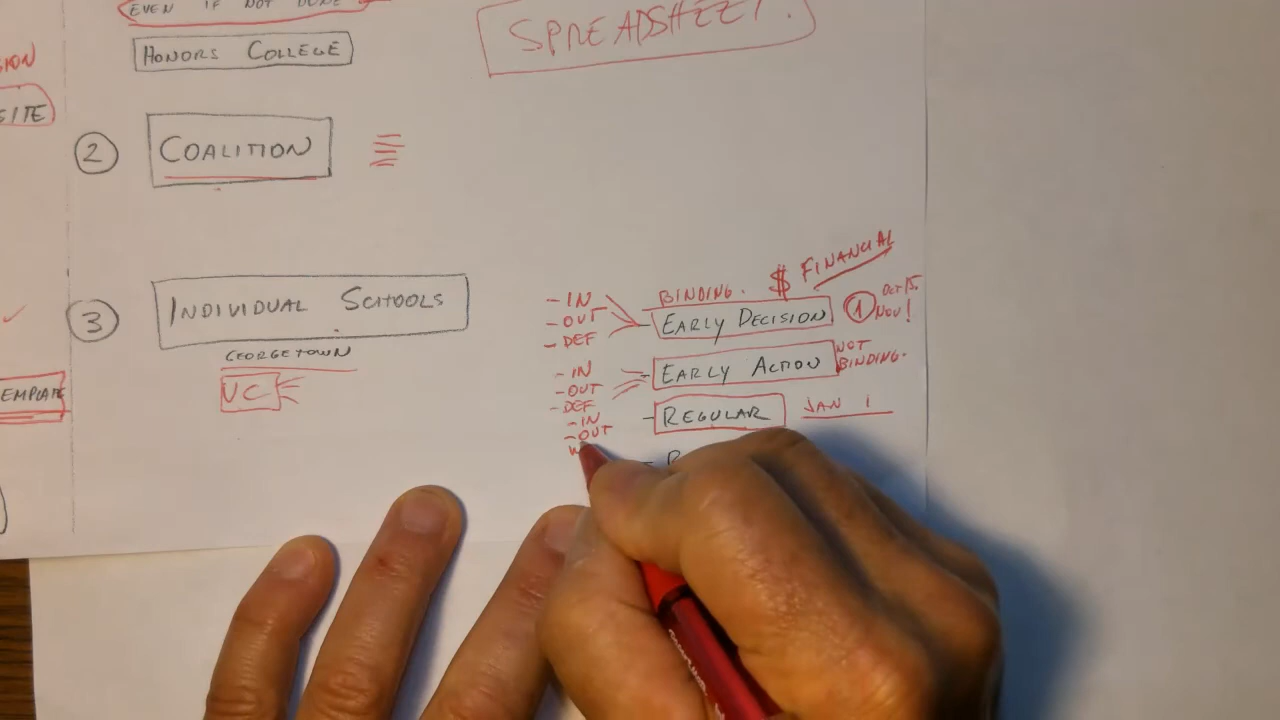 EVEN IF NOT DONE
SPREADSHEET.
HONORS COLLEGE
SITE
2 COALITION
$ FINANCIAL
BINDING.
- IN
- OUT
- DEF
- EARLY DECISION
1 OCT 15.
NOV!
3 INDIVIDUAL SCHOOLS
GEORGETOWN
UC
- IN
- OUT
- DEF
- EARLY ACTION
NOT
BINDING.
- IN
- OUT
W
- REGULAR
JAN 1